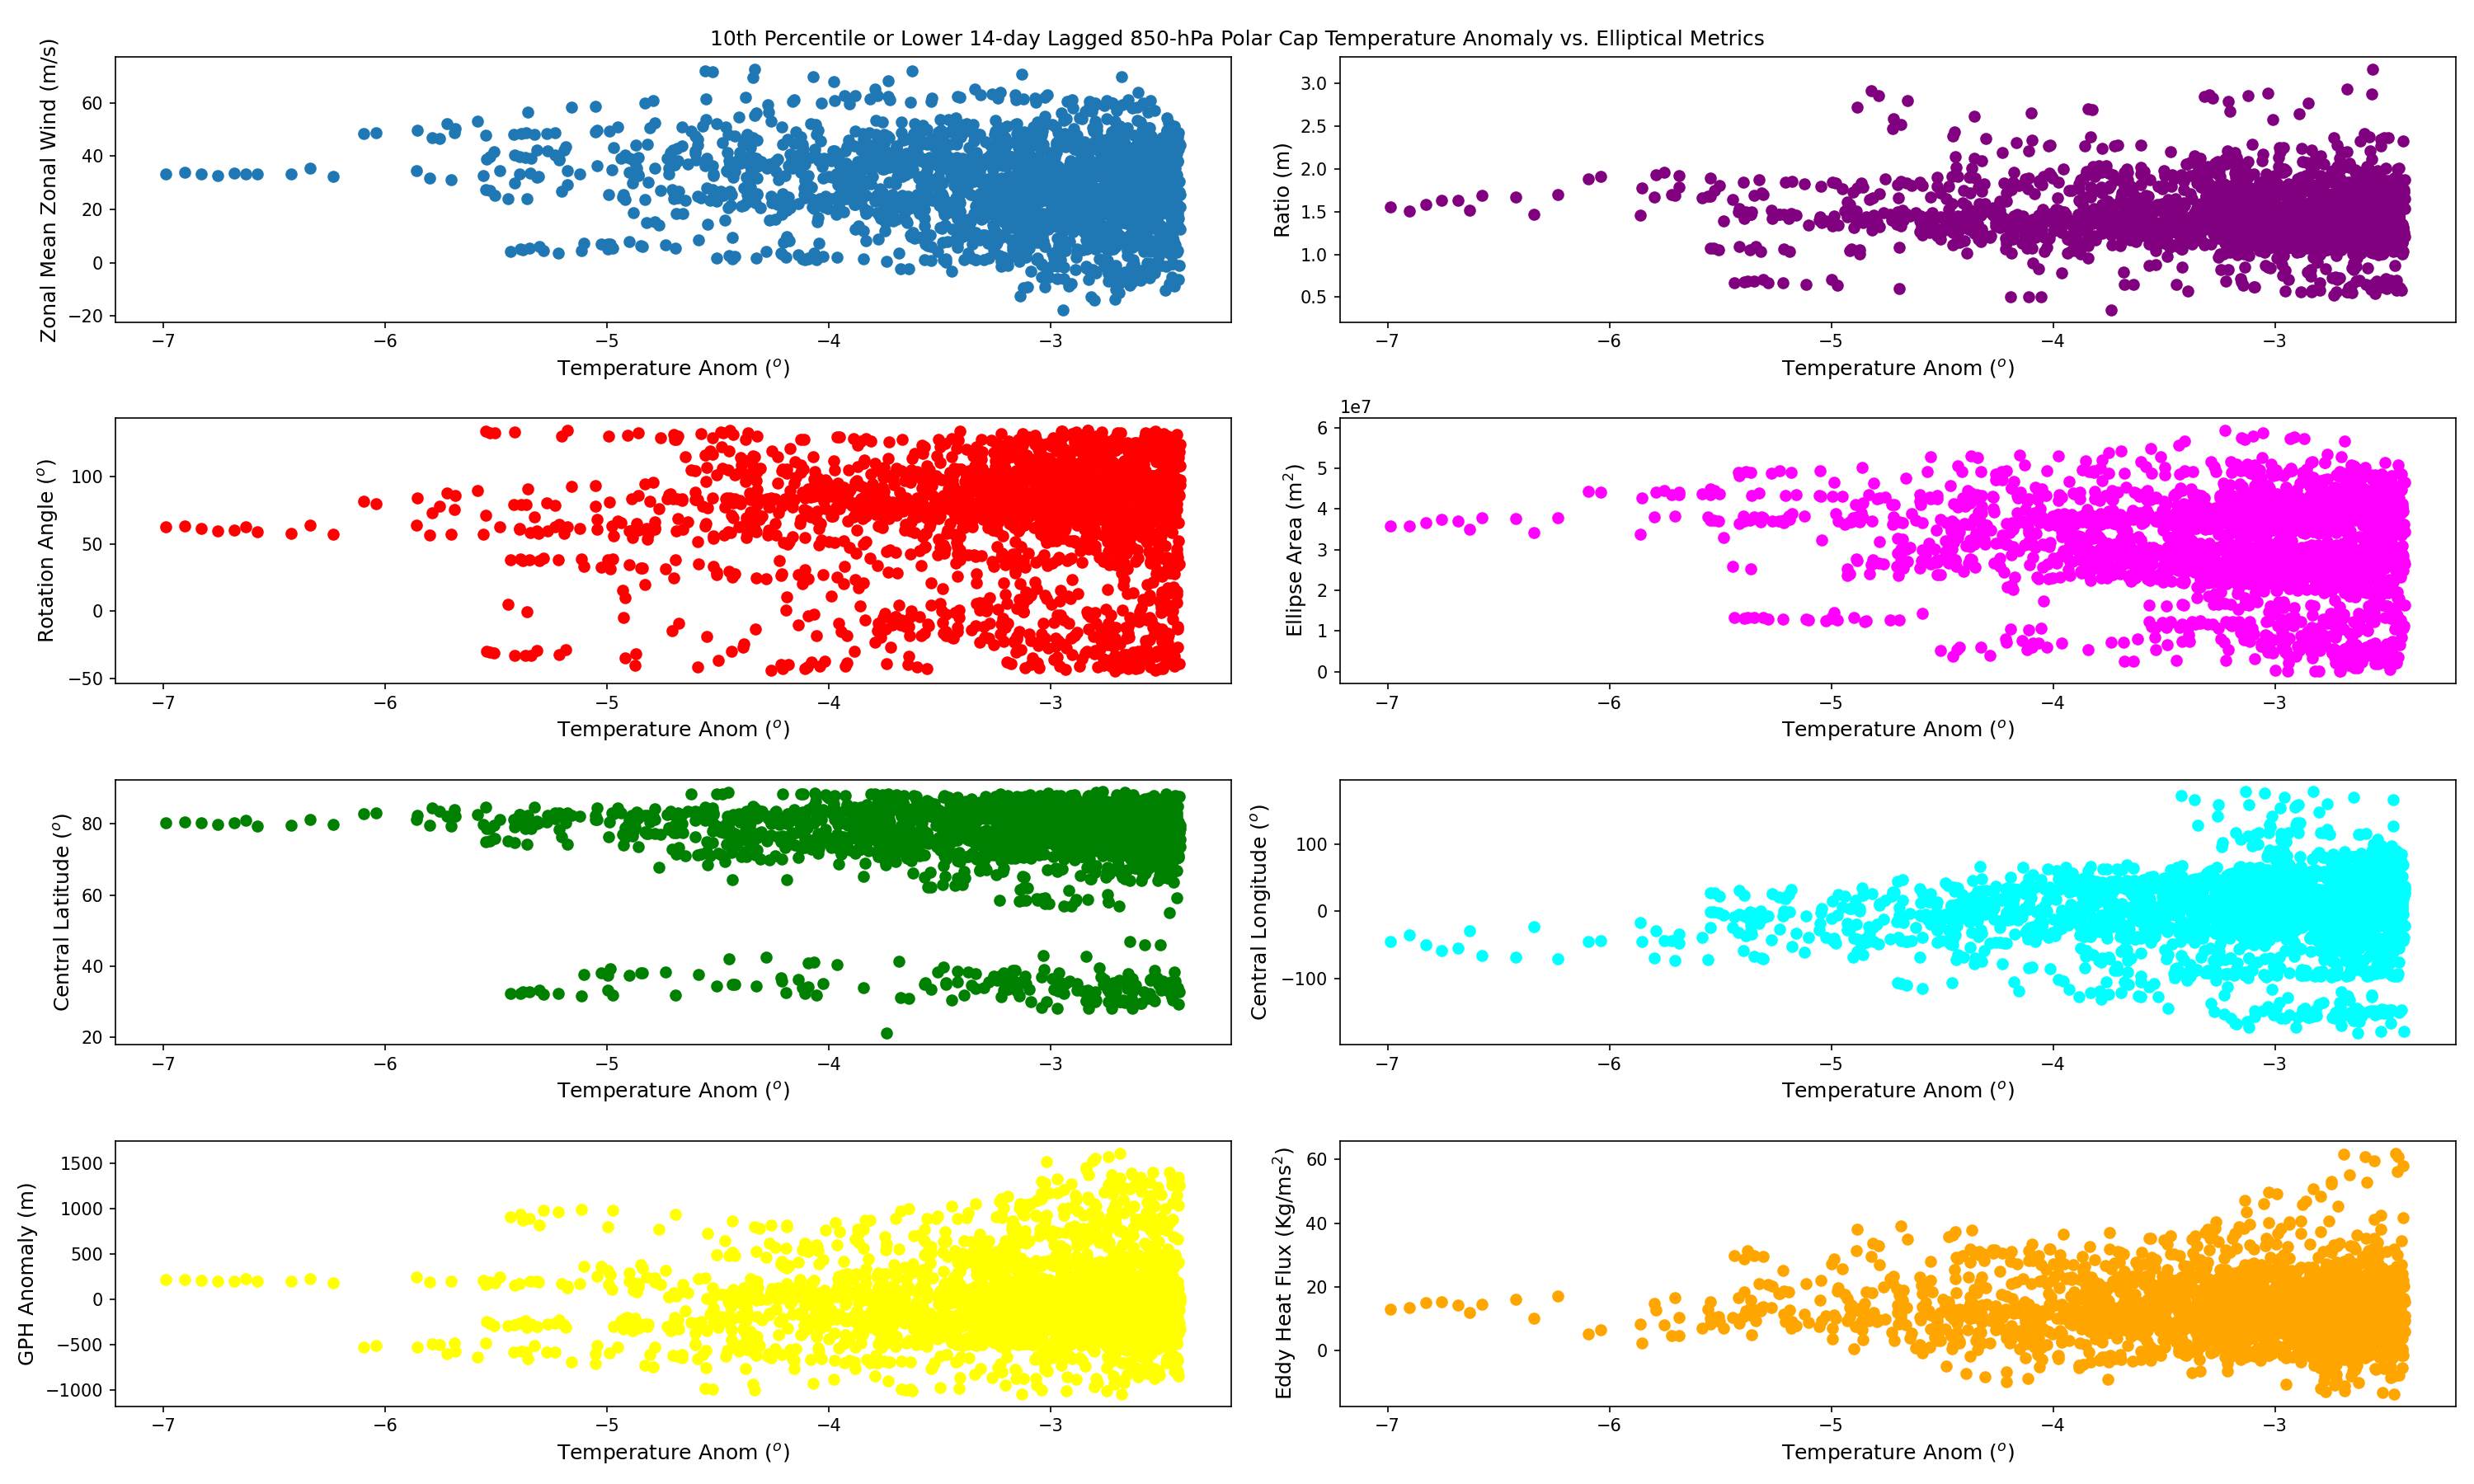 10th Percentile or Lower 14-day Lagged 850-hPa Polar Cap Temperature Anomaly vs. Elliptical Metrics
Zonal Mean Zonal Wind (m/s)
60
40
20
0
−20
−7 −6 −5 −4 −3
Temperature Anom (°)
Ratio (m)
3.0
2.5
2.0
1.5
1.0
0.5
−7 −6 −5 −4 −3
Temperature Anom (°)
Rotation Angle (°)
100
50
0
−50
−7 −6 −5 −4 −3
Temperature Anom (°)
1e7
Ellipse Area (m²)
6
5
4
3
2
1
0
−7 −6 −5 −4 −3
Temperature Anom (°)
Central Latitude (°)
80
60
40
20
−7 −6 −5 −4 −3
Temperature Anom (°)
Central Longitude (°)
100
0
−100
−7 −6 −5 −4 −3
Temperature Anom (°)
GPH Anomaly (m)
1500
1000
500
0
−500
−1000
−7 −6 −5 −4 −3
Temperature Anom (°)
Eddy Heat Flux (Kg/ms²)
60
40
20
0
−7 −6 −5 −4 −3
Temperature Anom (°)